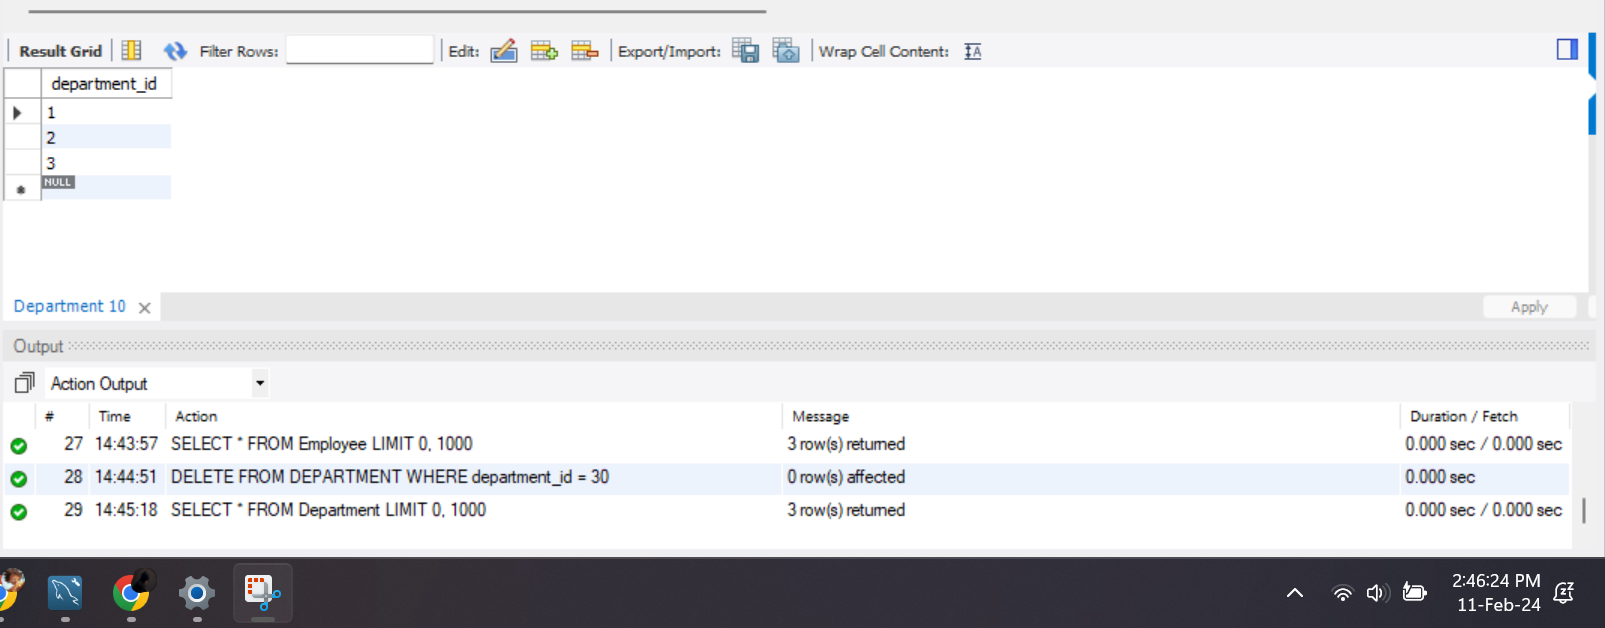 Result Grid Filter Rows: Edit: Export/Import: Wrap Cell Content:
department_id
1
2
3
NULL
Department 10 Apply
Output
Action Output
# Time Action Message Duration / Fetch
27 14:43:57 SELECT * FROM Employee LIMIT 0, 1000 3 row(s) returned 0.000 sec / 0.000 sec
28 14:44:51 DELETE FROM DEPARTMENT WHERE department_id = 30 0 row(s) affected 0.000 sec
29 14:45:18 SELECT * FROM Department LIMIT 0, 1000 3 row(s) returned 0.000 sec / 0.000 sec
2:46:24 PM
11-Feb-24